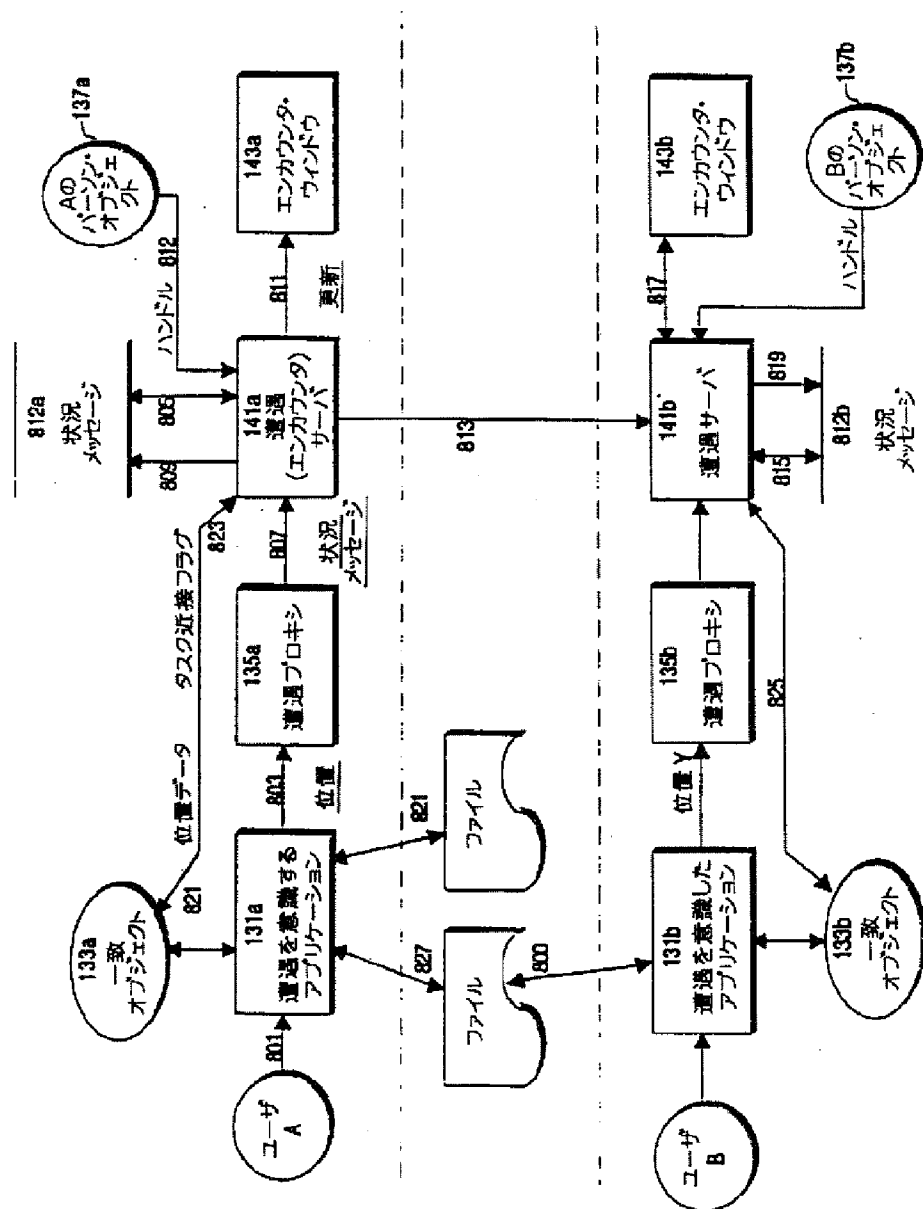 812a
状況
メッセージ
Aの
パーソン・
オブジェ
クト
137a
ハンドル
812
809
805
位置データ
タスク近接フラグ
821
823
133a
一致
オブジェクト
ユーザ
A
801
131a
遭遇を意識する
アプリケーション
803
位置
135a
遭遇プロキシ
807
状況
メッセージ
141a
遭遇
(エンカウンタ)
サーバ
811
更新
143a
エンカウンタ・
ウィンドウ
827
821
813
ファイル
ファイル
800
ユーザ
B
131b
遭遇を意識した
アプリケーション
位置 Y
135b
遭遇プロキシ
141b'
遭遇サーバ
817
143b
エンカウンタ・
ウィンドウ
133b
一致
オブジェクト
825
815
819
812b
状況
メッセージ
ハンドル
Bの
パーソン・
オブジェ
クト
137b